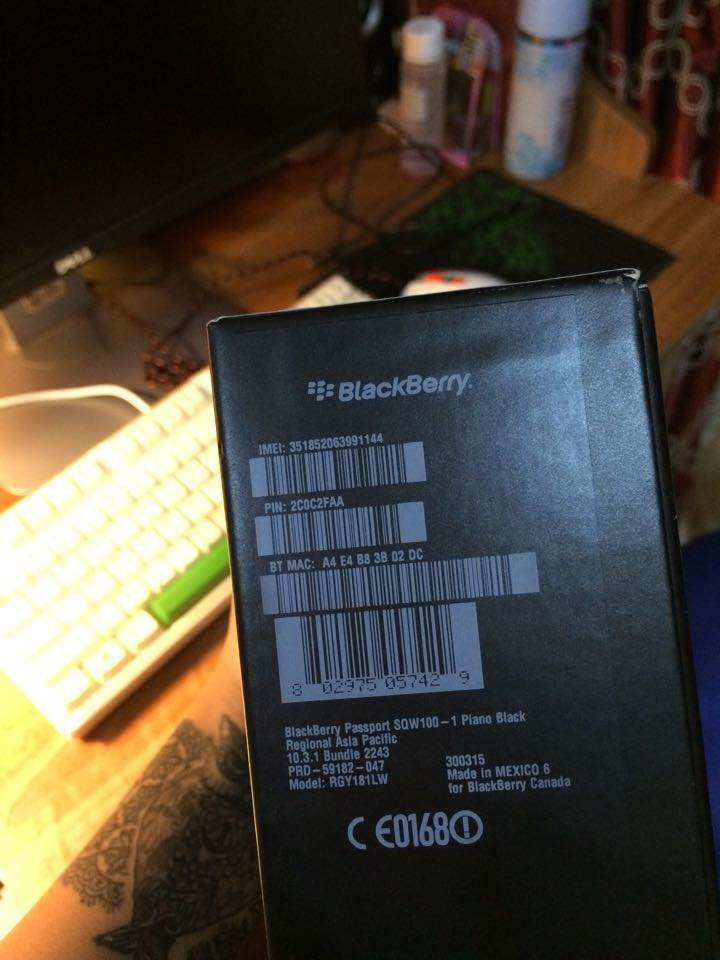 DELL
BlackBerry.
IMEI: 351852063991144
PIN: 2C0C2FAA
BT MAC: A4 E4 B8 3B 02 DC
8 02975 05742 9
BlackBerry Passport SQW100-1 Piano Black
Regional Asia Pacific
10.3.1 Bundle 2243
PRD-59182-047
Model: RGY181LW
300315
Made in MEXICO 6
for BlackBerry Canada
CE0168